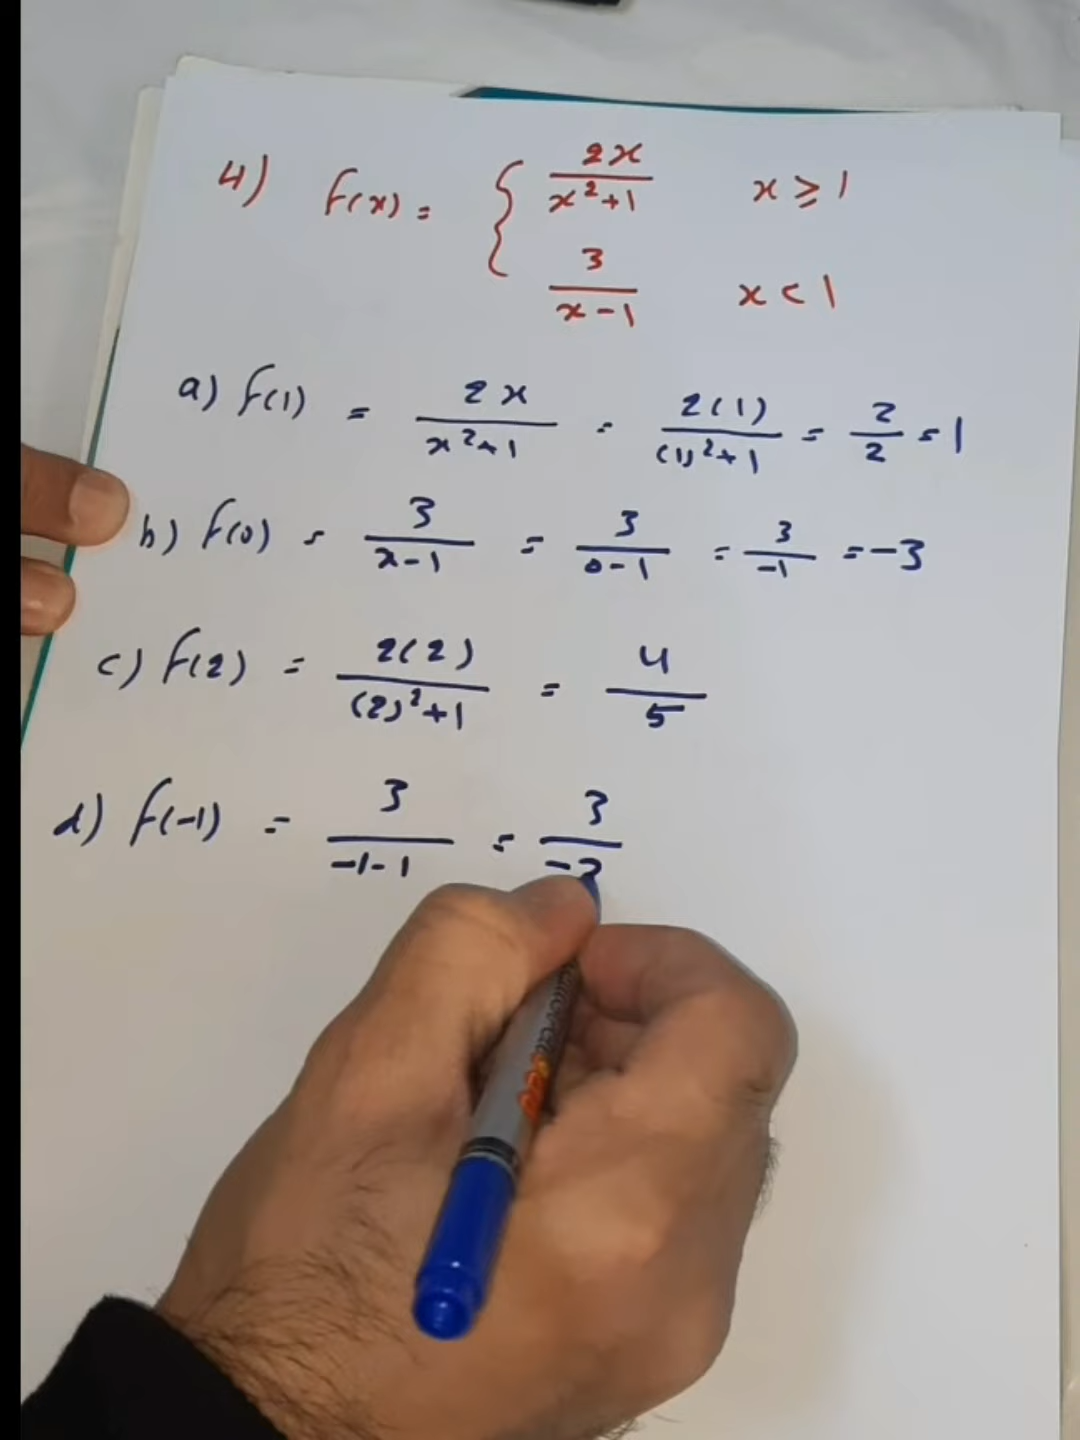 4) f(x) = { 2x/(x²+1) x ≥ 1
3/(x-1) x < 1
a) f(1) = 2x/(x²+1) = 2(1)/((1)²+1) = 2/2 = 1
b) f(0) = 3/(x-1) = 3/(0-1) = 3/-1 = -3
c) f(2) = 2(2)/((2)²+1) = 4/5
d) f(-1) = 3/(-1-1) = 3/-2